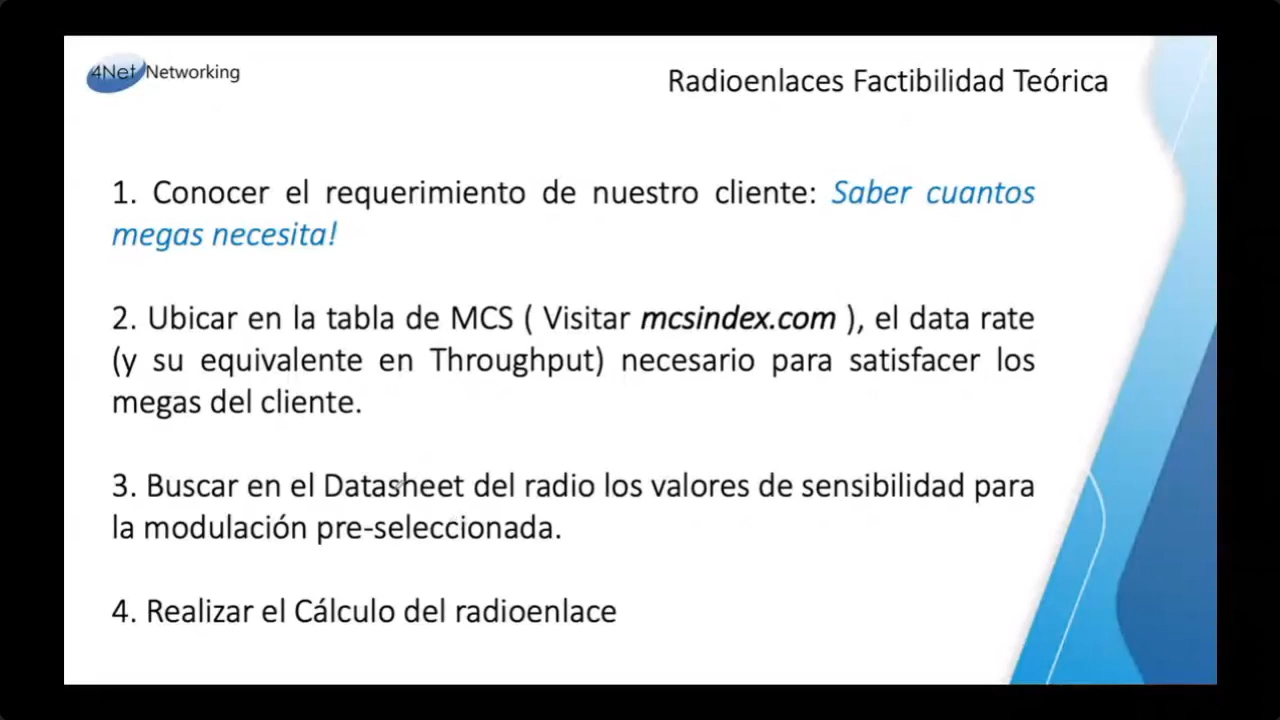 4Net Networking
Radioenlaces Factibilidad Teórica
1. Conocer el requerimiento de nuestro cliente: Saber cuantos
megas necesita!
2. Ubicar en la tabla de MCS ( Visitar mcsindex.com ), el data rate
(y su equivalente en Throughput) necesario para satisfacer los
megas del cliente.
3. Buscar en el Datasheet del radio los valores de sensibilidad para
la modulación pre-seleccionada.
4. Realizar el Cálculo del radioenlace